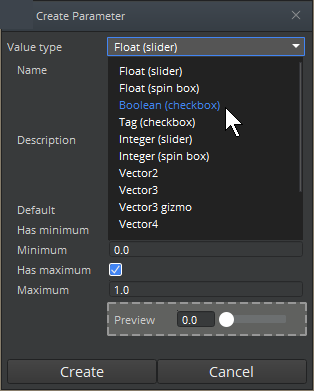 Create Parameter
Value type Float (slider)
Name
Float (slider)
Float (spin box)
Boolean (checkbox)
Tag (checkbox)
Description
Integer (slider)
Integer (spin box)
Vector2
Vector3
Default
Vector3 gizmo
Has minimum
Vector4
Minimum 0.0
Has maximum
Maximum 1.0
Preview 0.0
Create Cancel